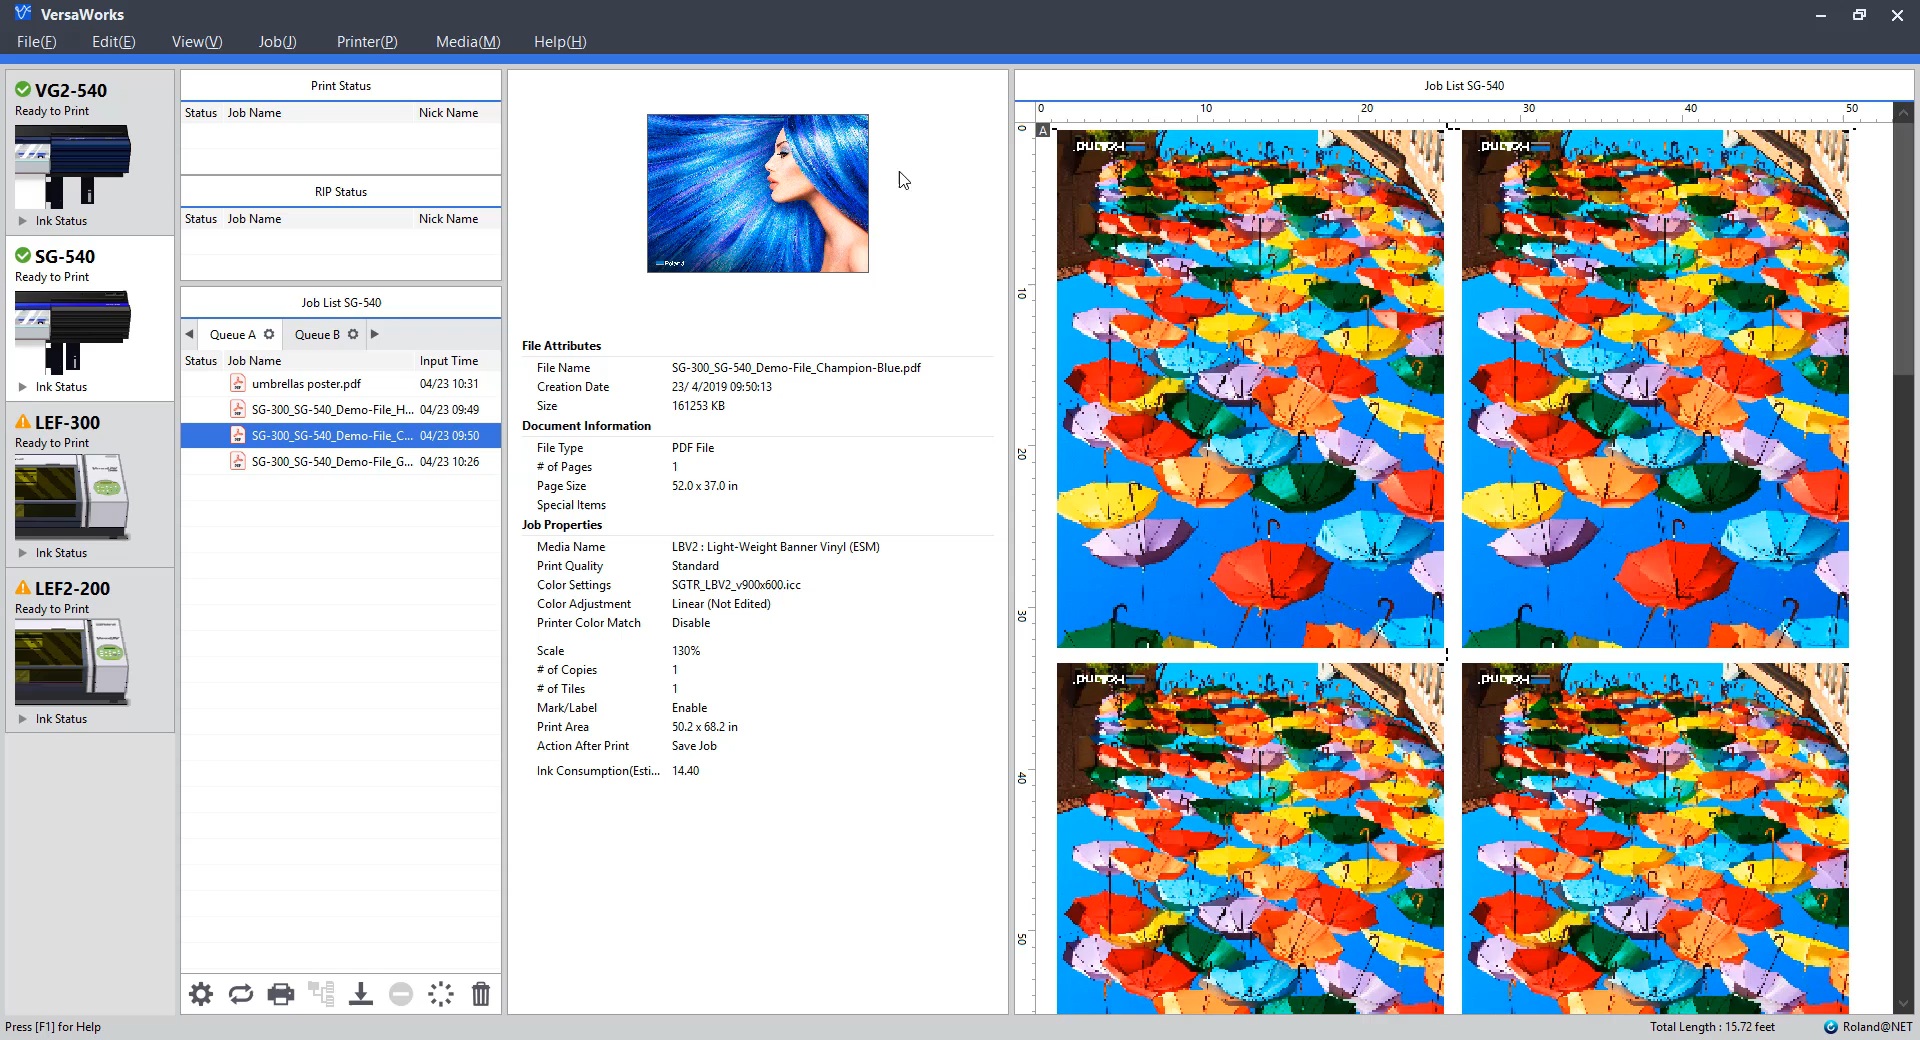 VersaWorks
File(F) Edit(E) View(V) Job(J) Printer(P) Media(M) Help(H)
VG2-540
Ready to Print
Ink Status
SG-540
Ready to Print
Ink Status
LEF-300
Ready to Print
Ink Status
LEF2-200
Ready to Print
Ink Status
Print Status
Status Job Name Nick Name
RIP Status
Status Job Name Nick Name
Job List SG-540
Queue A Queue B
Status Job Name Input Time
umbrellas poster.pdf 04/23 10:31
SG-300_SG-540_Demo-File_H... 04/23 09:49
SG-300_SG-540_Demo-File_C... 04/23 09:50
SG-300_SG-540_Demo-File_G... 04/23 10:26
Roland
File Attributes
File Name SG-300_SG-540_Demo-File_Champion-Blue.pdf
Creation Date 23/ 4/2019 09:50:13
Size 161253 KB
Document Information
File Type PDF File
# of Pages 1
Page Size 52.0 x 37.0 in
Special Items
Job Properties
Media Name LBV2 : Light-Weight Banner Vinyl (ESM)
Print Quality Standard
Color Settings SGTR_LBV2_v900x600.icc
Color Adjustment Linear (Not Edited)
Printer Color Match Disable
Scale 130%
# of Copies 1
# of Tiles 1
Mark/Label Enable
Print Area 50.2 x 68.2 in
Action After Print Save Job
Ink Consumption(Esti... 14.40
Job List SG-540
0 10 20 30 40 50
0
A
10
20
30
40
50
Press [F1] for Help
Total Length : 15.72 feet
Roland@NET